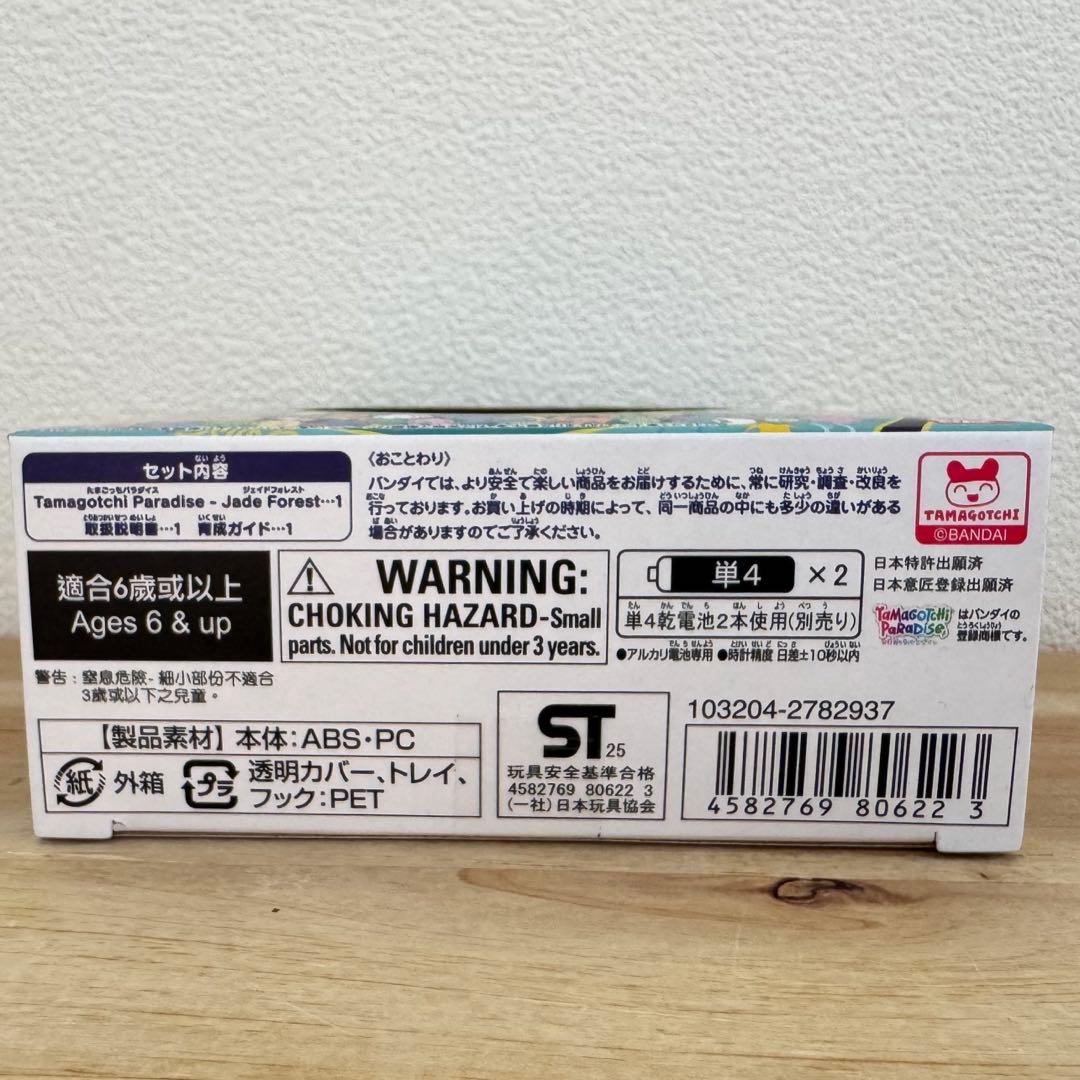 セット内容
Tamagotchi Paradise - Jade Forest…1
取扱説明書…1 育成ガイド…1
〈おことわり〉
バンダイでは、より安全で楽しい商品をお届けするために、常に研究・調査・改良を
行っております。お買い上げの時期によって、同一商品の中にも多少の違いがある
場合がありますのでご了承ください。
TAMAGOTCHI
©BANDAI
適合6歲或以上
Ages 6 & up
WARNING:
CHOKING HAZARD-Small
parts. Not for children under 3 years.
単4 ×2
単4乾電池2本使用(別売り)
●アルカリ電池専用 ●時計精度 日差±10秒以内
日本特許出願済
日本意匠登録出願済
TaMaGoTCHi PaRaDiSe はバンダイの
登録商標です。
警告：窒息危險-細小部份不適合
3歲或以下之兒童。
【製品素材】本体：ABS・PC
紙 外箱 プラ 透明カバー、トレイ、
フック：PET
ST 25
玩具安全基準合格
4582769 80622 3
(一社)日本玩具協会
103204-2782937
4582769 80622 3